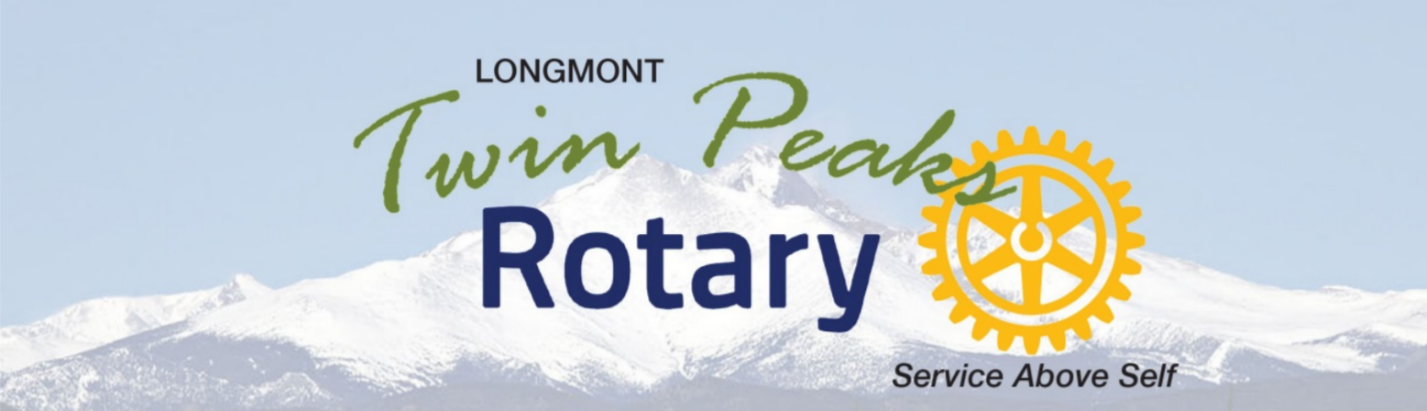 LONGMONT
Twin Peaks
Rotary
Service Above Self